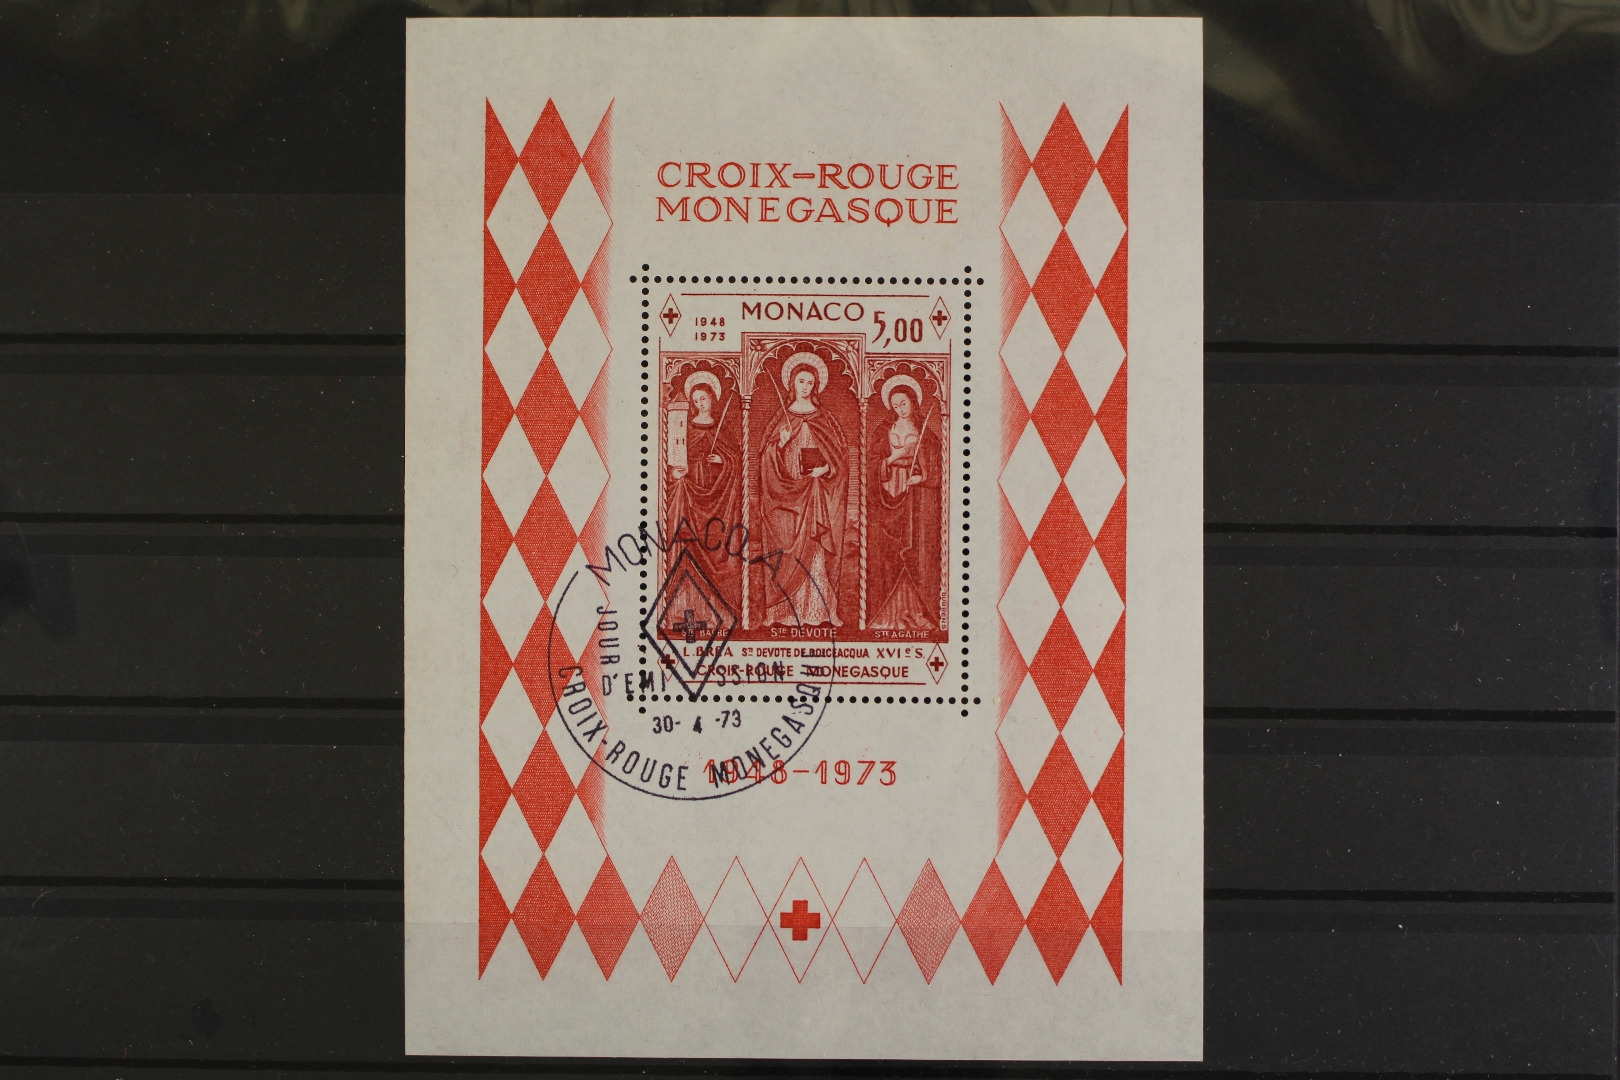 CROIX-ROUGE
MONEGASQUE
MONACO
1948
1973
5,00
STE BARBE
STE DEVOTE
STE AGATHE
L. BREA STE DEVOTE DE DOLCEACQUA XVIE S.
CROIX-ROUGE MONEGASQUE
MONACO.A
JOUR
D'EMISSION
30-4-73
CROIX-ROUGE MONEGASQUE
1948-1973